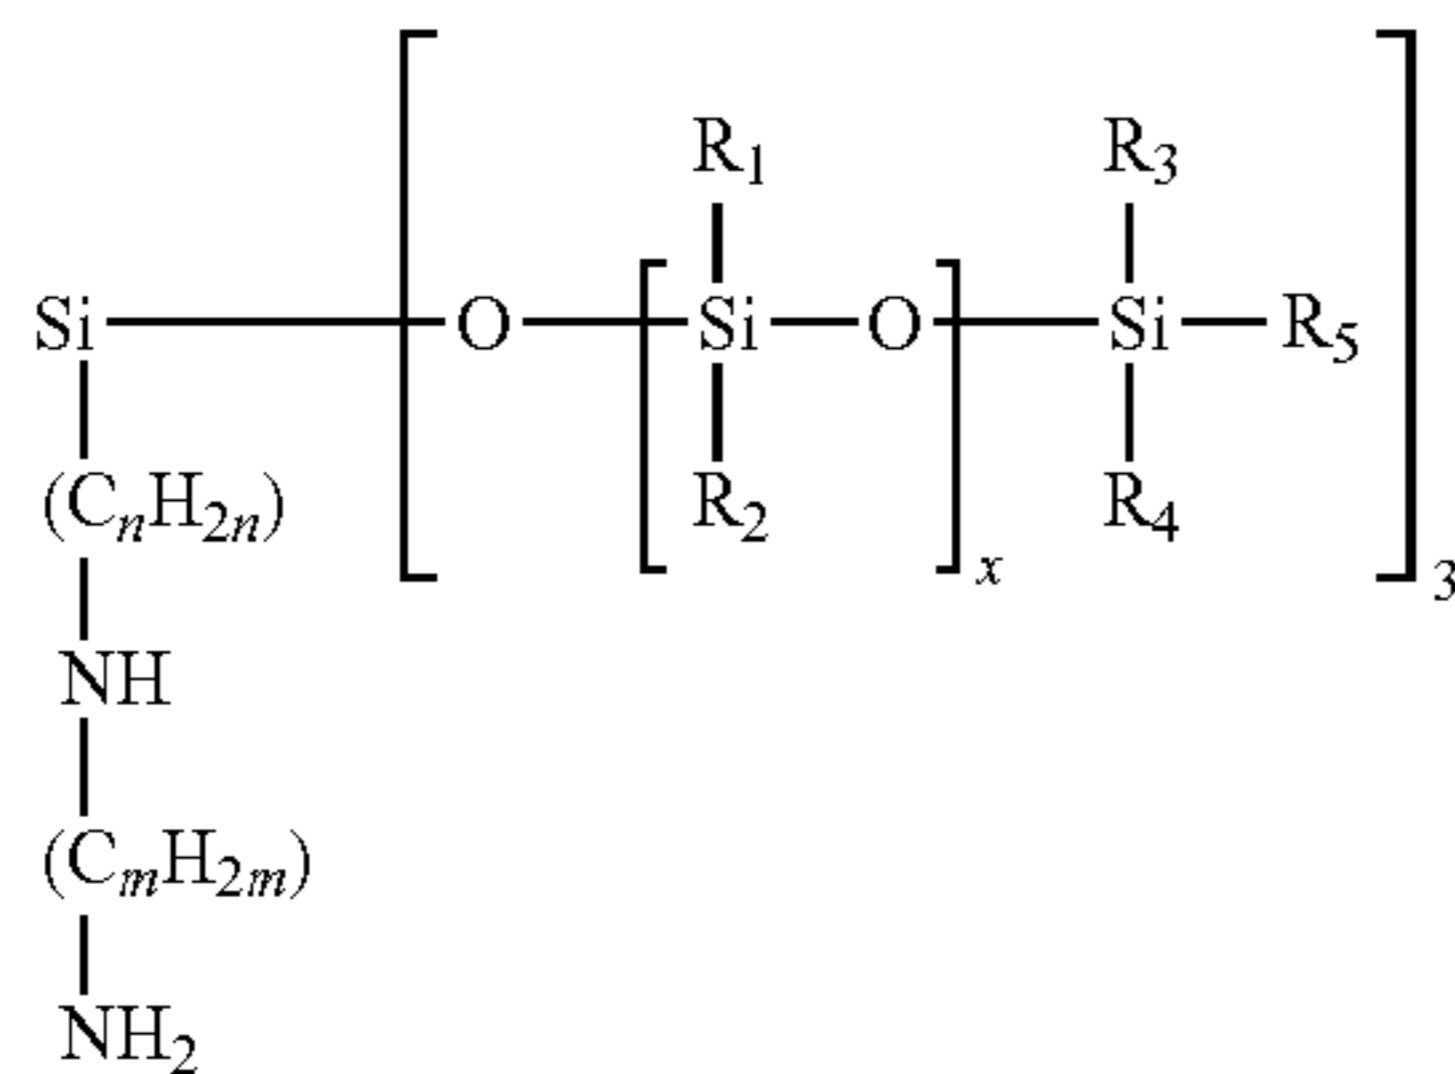 R1 R3
Si O Si O Si R5
(CnH2n) R2 R4
x 3
NH
(CmH2m)
NH2